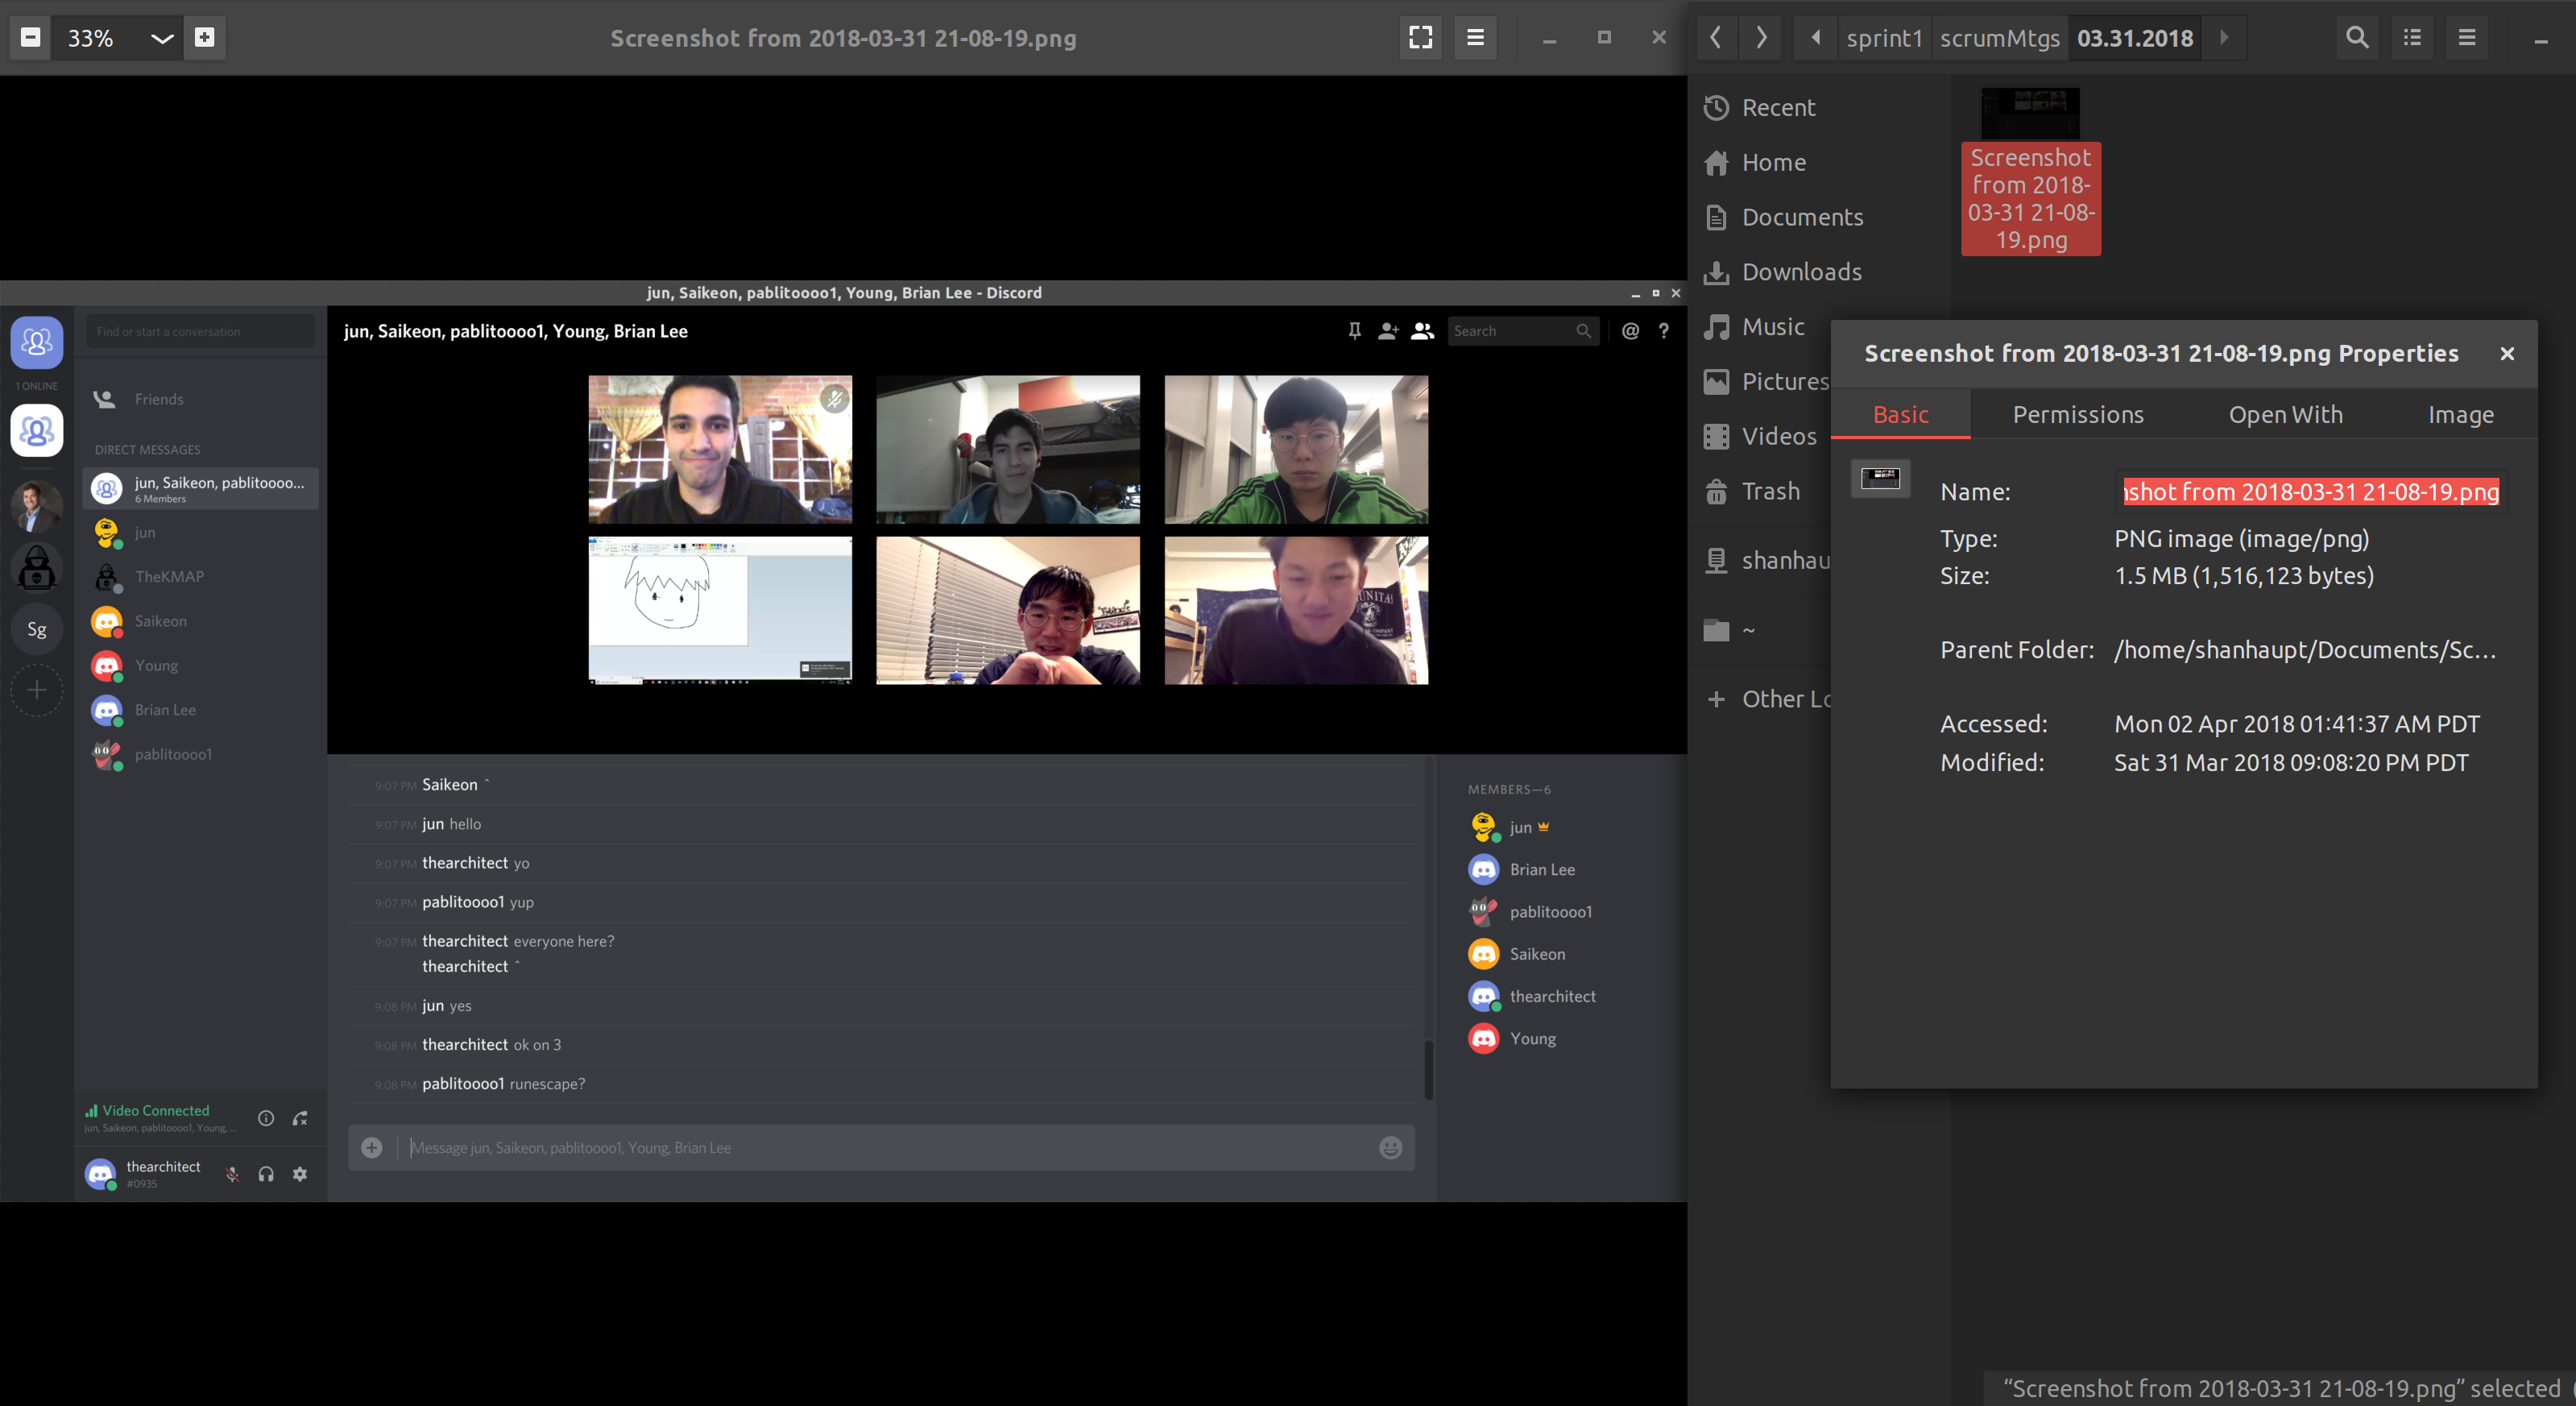 33%
Screenshot from 2018-03-31 21-08-19.png
sprint1
scrumMtgs
03.31.2018
jun, Saikeon, pablitoooo1, Young, Brian Lee - Discord
Find or start a conversation
1 ONLINE
Friends
DIRECT MESSAGES
jun, Saikeon, pablitoooo...
6 Members
jun
TheKMAP
Saikeon
Young
Brian Lee
pablitoooo1
Sg
Video Connected
jun, Saikeon, pablitoooo1, Young, ...
thearchitect
#0935
jun, Saikeon, pablitoooo1, Young, Brian Lee
Search
@
?
9:07 PM Saikeon ^
9:07 PM jun hello
9:07 PM thearchitect yo
9:07 PM pablitoooo1 yup
9:07 PM thearchitect everyone here?
thearchitect ^
9:08 PM jun yes
9:08 PM thearchitect ok on 3
9:08 PM pablitoooo1 runescape?
Message jun, Saikeon, pablitoooo1, Young, Brian Lee
MEMBERS—6
jun
Brian Lee
pablitoooo1
Saikeon
thearchitect
Young
Recent
Home
Documents
Downloads
Music
Pictures
Videos
Trash
shanhau
~
Other Lo
Screenshot
from 2018-
03-31 21-08-
19.png
Screenshot from 2018-03-31 21-08-19.png Properties
Basic
Permissions
Open With
Image
Name:
nshot from 2018-03-31 21-08-19.png
Type:
PNG image (image/png)
Size:
1.5 MB (1,516,123 bytes)
Parent Folder:
/home/shanhaupt/Documents/Sc...
Accessed:
Mon 02 Apr 2018 01:41:37 AM PDT
Modified:
Sat 31 Mar 2018 09:08:20 PM PDT
“Screenshot from 2018-03-31 21-08-19.png” selected (